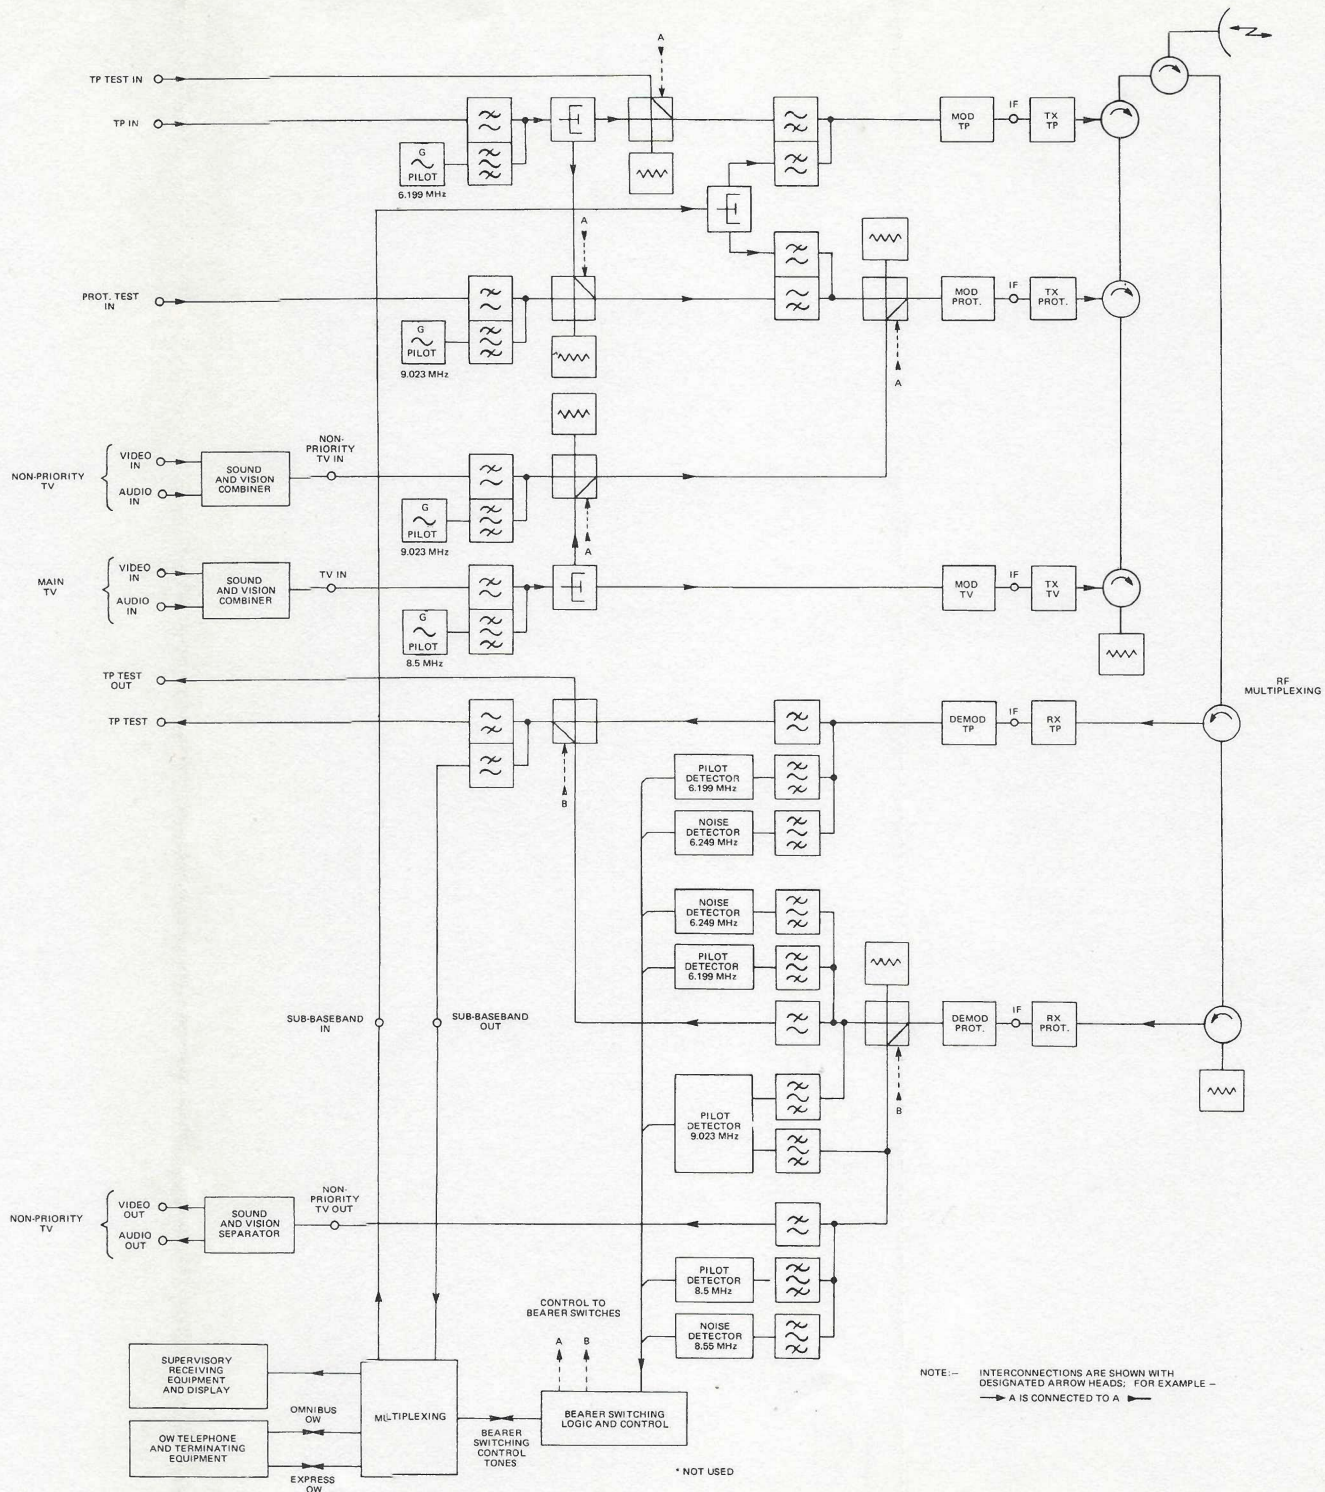 A
TP TEST IN
TP IN
G
PILOT
6.199 MHz
MOD
TP
IF
TX
TP
A
PROT. TEST
IN
G
PILOT
9.023 MHz
MOD
PROT.
IF
TX
PROT.
A
NON-PRIORITY
TV
VIDEO
IN
AUDIO
IN
SOUND
AND VISION
COMBINER
NON-
PRIORITY
TV IN
G
PILOT
9.023 MHz
A
MAIN
TV
VIDEO
IN
AUDIO
IN
SOUND
AND VISION
COMBINER
TV IN
G
PILOT
8.5 MHz
MOD
TV
IF
TX
TV
TP TEST
OUT
TP TEST
B
DEMOD
TP
IF
RX
TP
RF
MULTIPLEXING
PILOT
DETECTOR
6.199 MHz
NOISE
DETECTOR
6.249 MHz
NOISE
DETECTOR
6.249 MHz
PILOT
DETECTOR
6.199 MHz
SUB-BASEBAND
IN
SUB-BASEBAND
OUT
DEMOD
PROT.
IF
RX
PROT.
B
PILOT
DETECTOR
9.023 MHz
NON-PRIORITY
TV
VIDEO
OUT
AUDIO
OUT
SOUND
AND VISION
SEPARATOR
NON-
PRIORITY
TV OUT
PILOT
DETECTOR
8.5 MHz
NOISE
DETECTOR
8.55 MHz
CONTROL TO
BEARER SWITCHES
A B
SUPERVISORY
RECEIVING
EQUIPMENT
AND DISPLAY
OW TELEPHONE
AND TERMINATING
EQUIPMENT
OMNIBUS
OW
EXPRESS
OW
MULTIPLEXING
BEARER
SWITCHING
CONTROL
TONES
BEARER SWITCHING
LOGIC AND CONTROL
NOTE:– INTERCONNECTIONS ARE SHOWN WITH
DESIGNATED ARROW HEADS; FOR EXAMPLE –
A IS CONNECTED TO A
* NOT USED